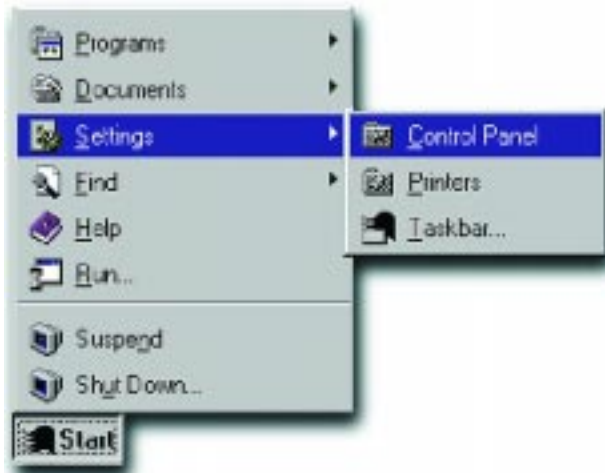 Programs
Documents
Settings
Find
Help
Run...
Suspend
Shut Down...
Start
Control Panel
Printers
Taskbar...